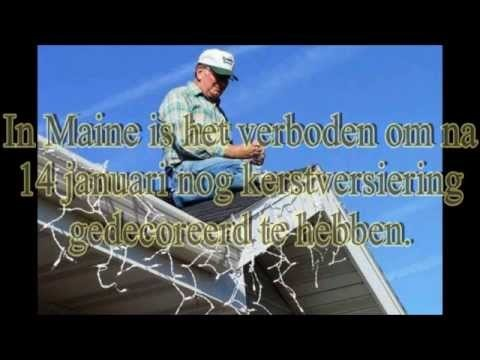 In Maine is het verboden om na
14 januari nog kerstversiering
gedecoreerd te hebben.